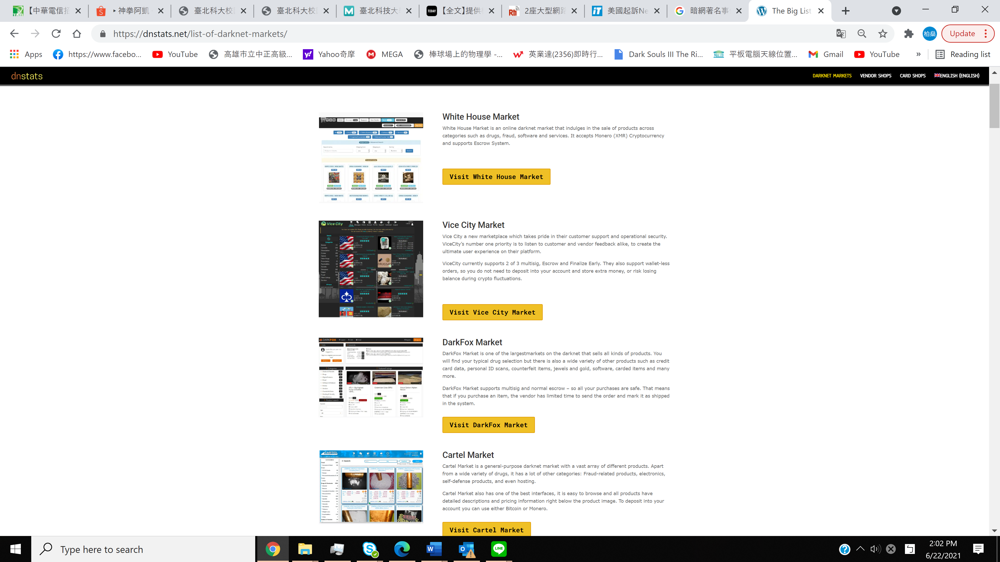 【中華電信招
‣神拳阿凱
臺北科大校
臺北科大校
臺北科技大
TODAY
【全文】提供
2座大型網路
iT
美國起訴Ne
暗網著名事
The Big List
https://dnstats.net/list-of-darknet-markets/
柏燊
Update
Apps
https://www.facebo...
YouTube
高雄市立中正高級...
Yahoo奇摩
MEGA
棒球場上的物理學 -...
英業達(2356)即時行...
Dark Souls III The Ri...
平板電腦天線位置...
Gmail
YouTube
»
Reading list
dnstats
DARKNET MARKETS
VENDOR SHOPS
CARD SHOPS
ENGLISH (ENGLISH)
White House Market
White House Market is an online darknet market that indulges in the sale of products across
categories such as drugs, fraud, software and services. It accepts Monero (XMR) Cryptocurrency
and supports Escrow System.
Visit White House Market
Vice City
Vice City Market
Vice City a new marketplace which takes pride in their customer support and operational security.
ViceCity’s number one priority is to listen to customer and vendor feedback alike, to create the
ultimate user experience on their platform.
ViceCity currently supports 2 of 3 multisig, Escrow and Finalize Early. They also support wallet-less
orders, so you do not need to deposit into your account and store extra money, or risk losing
balance during crypto fluctuations.
Visit Vice City Market
DARKFOX
DarkFox Market
DarkFox Market is one of the largestmarkets on the darknet that sells all kinds of products. You
will find your typical drug selection but there is also a wide variety of other products such as credit
card data, personal ID scans, counterfeit items, jewels and gold, software, carded items and many
more.
DarkFox Market supports multisig and normal escrow – so all your purchases are safe. That means
that if you purchase an item, the vendor has limited time to send the order and mark it as shipped
in the system.
Visit DarkFox Market
CARTEL
Search
Cartel Market
Cartel Market is a general-purpose darknet market with a vast array of different products. Apart
from a wide variety of drugs, it has a lot of other categories: Fraud-related products, electronics,
self-defense products, and even hosting.
Cartel Market also has one of the best interfaces, it is easy to browse and all products have
detailed descriptions and pricing information right below the product image. To deposit into your
account you can use either Bitcoin or Monero.
Visit Cartel Market
Type here to search
LINE
2:02 PM
6/22/2021